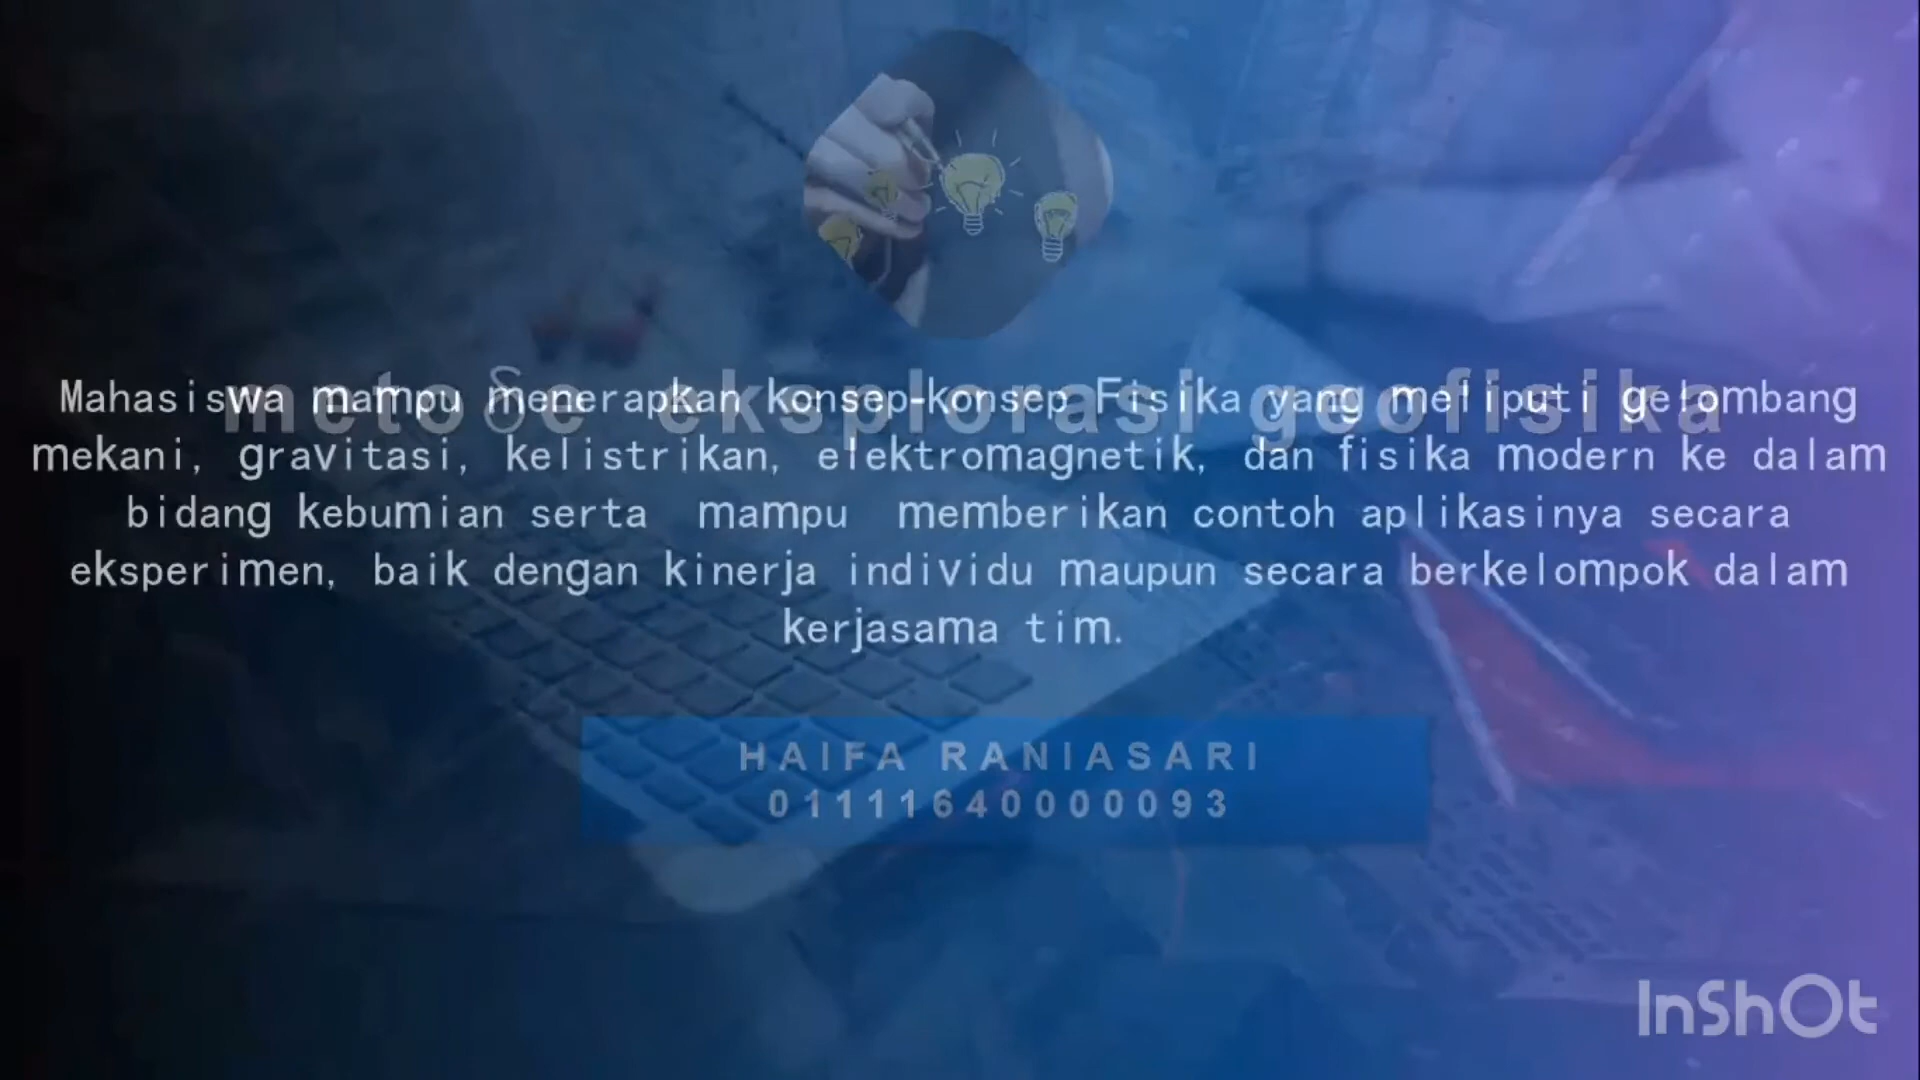 metoδe eksplorasi geofisika
Mahasiswa mampu menerapkan konsep-konsep Fisika yang meliputi gelombang
mekani, gravitasi, kelistrikan, elektromagnetik, dan fisika modern ke dalam
bidang kebumian serta mampu memberikan contoh aplikasinya secara
eksperimen, baik dengan kinerja individu maupun secara berkelompok dalam
kerjasama tim.
HAIFA RANIASARI
01111640000093
InShOt